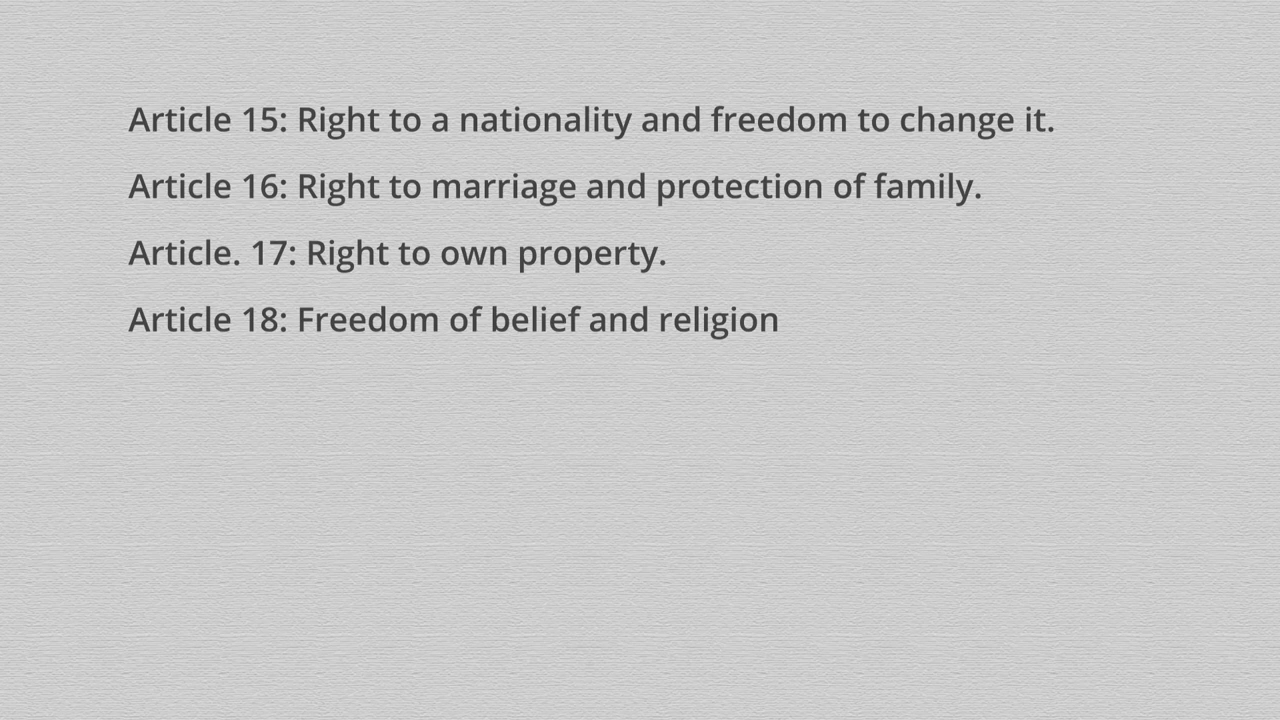 Article 15: Right to a nationality and freedom to change it.
Article 16: Right to marriage and protection of family.
Article. 17: Right to own property.
Article 18: Freedom of belief and religion